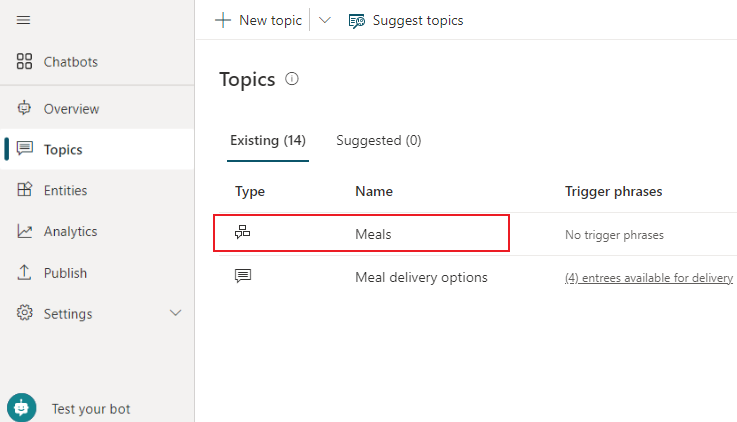 New topic
Suggest topics
Chatbots
Overview
Topics
Entities
Analytics
Publish
Settings
Test your bot
Topics
Existing (14) Suggested (0)
Type Name Trigger phrases
Meals No trigger phrases
Meal delivery options (4) entrees available for delivery